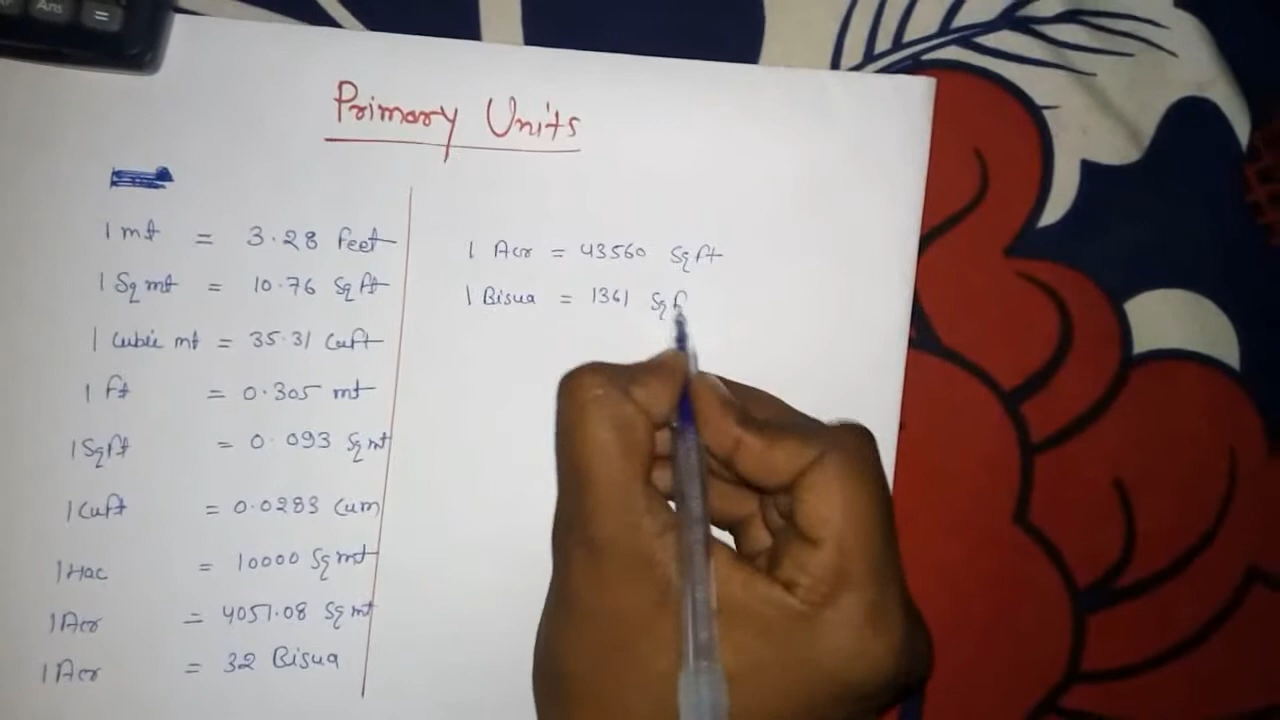 Ans =
Primary Units
1 mt = 3.28 feet
1 Sq mt = 10.76 Sq ft
1 Cubic mt = 35.31 Cuft
1 ft = 0.305 mt
1 Sqft = 0.093 Sq mt
1 Cuft = 0.0283 Cum
1 Hac = 10000 Sq mt
1 Acr = 4051.08 Sq mt
1 Acr = 32 Bisua
1 Acr = 43560 Sq ft
1 Bisua = 1361 Sq f